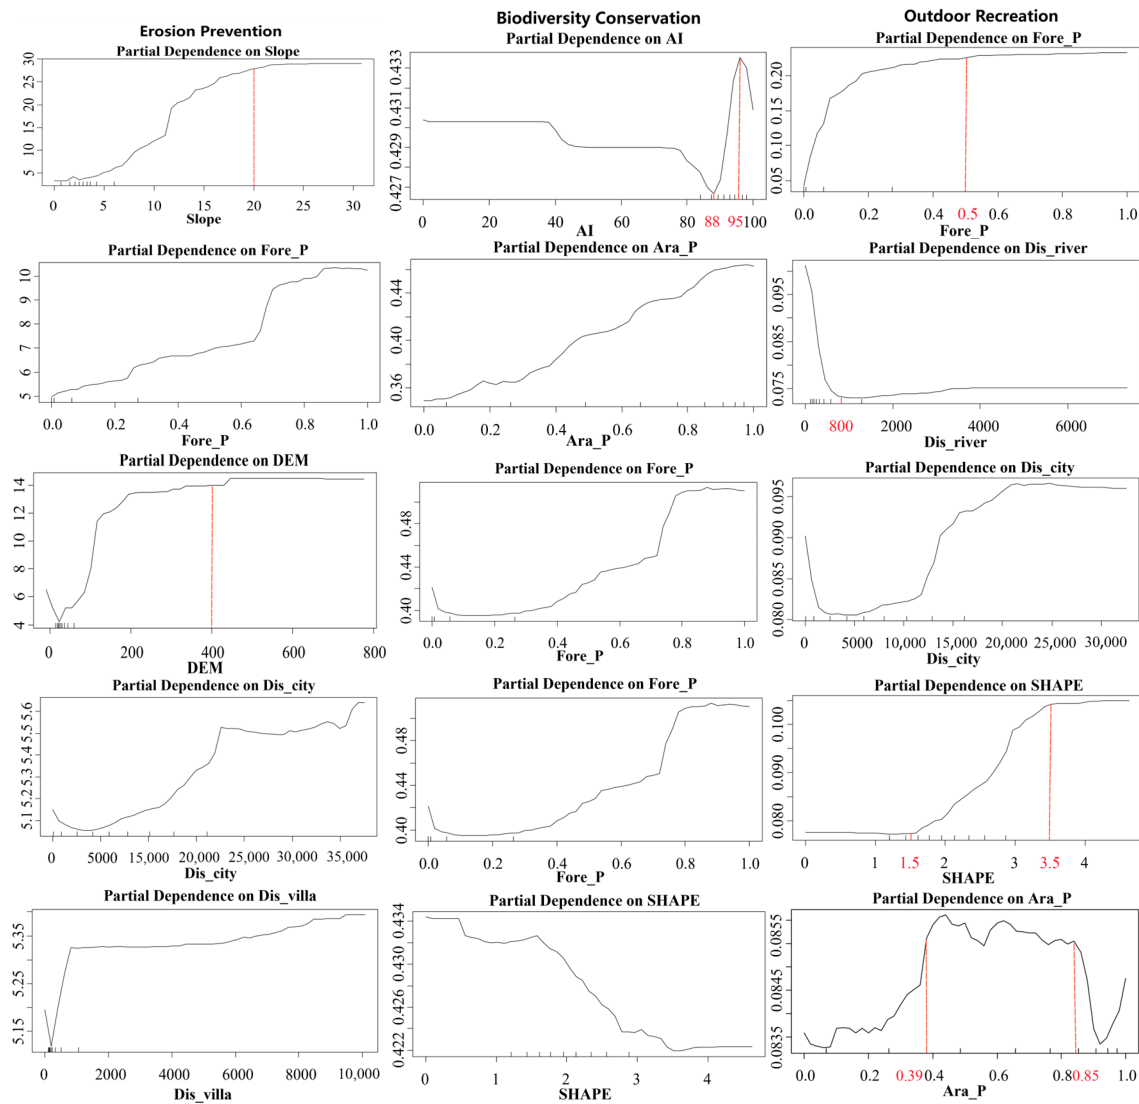 Erosion Prevention
Biodiversity Conservation
Outdoor Recreation
Partial Dependence on Slope
5 10 15 20 25 30
0 5 10 15 20 25 30
Slope
Partial Dependence on AI
0.427 0.429 0.431 0.433
0 20 40 60 88 95 100
AI
Partial Dependence on Fore_P
0.05 0.10 0.15 0.20
0.0 0.2 0.4 0.5 0.6 0.8 1.0
Fore_P
Partial Dependence on Fore_P
5 6 7 8 9 10
0.0 0.2 0.4 0.6 0.8 1.0
Fore_P
Partial Dependence on Ara_P
0.36 0.40 0.44
0.0 0.2 0.4 0.6 0.8 1.0
Ara_P
Partial Dependence on Dis_river
0.075 0.085 0.095
0 800 2000 4000 6000
Dis_river
Partial Dependence on DEM
4 6 8 10 12 14
0 200 400 600 800
DEM
Partial Dependence on Fore_P
0.40 0.44 0.48
0.0 0.2 0.4 0.6 0.8 1.0
Fore_P
Partial Dependence on Dis_city
0.080 0.085 0.090 0.095
0 5000 10,000 15,000 20,000 25,000 30,000
Dis_city
Partial Dependence on Dis_city
5.1 5.2 5.3 5.4 5.5 5.6
0 5000 15,000 25,000 35,000
Dis_city
Partial Dependence on Fore_P
0.40 0.44 0.48
0.0 0.2 0.4 0.6 0.8 1.0
Fore_P
Partial Dependence on SHAPE
0.080 0.090 0.100
0 1 1.5 2 3 3.5 4
SHAPE
Partial Dependence on Dis_villa
5.15 5.25 5.35
0 2000 4000 6000 8000 10,000
Dis_villa
Partial Dependence on SHAPE
0.422 0.426 0.430 0.434
0 1 2 3 4
SHAPE
Partial Dependence on Ara_P
0.0835 0.0845 0.0855
0.0 0.2 0.39 0.4 0.6 0.8 0.85 1.0
Ara_P